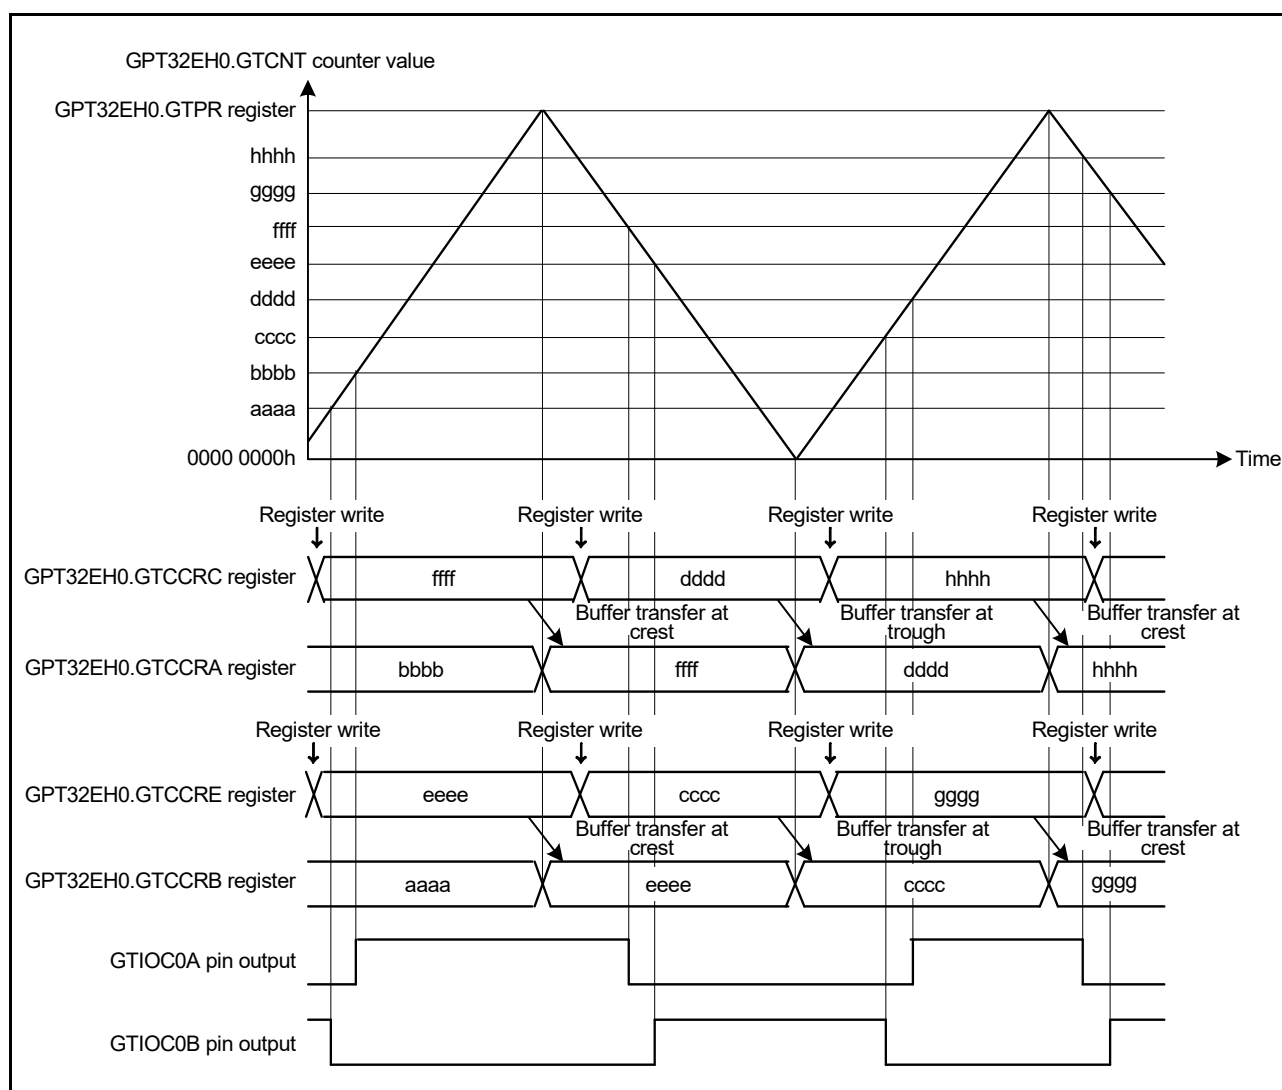 GPT32EH0.GTCNT counter value
GPT32EH0.GTPR register
hhhh
gggg
ffff
eeee
dddd
cccc
bbbb
aaaa
0000 0000h
Time
Register write Register write Register write Register write
GPT32EH0.GTCCRC register ffff dddd hhhh
Buffer transfer at Buffer transfer at Buffer transfer at
crest trough crest
GPT32EH0.GTCCRA register bbbb ffff dddd hhhh
Register write Register write Register write Register write
GPT32EH0.GTCCRE register eeee cccc gggg
Buffer transfer at Buffer transfer at Buffer transfer at
crest trough crest
GPT32EH0.GTCCRB register aaaa eeee cccc gggg
GTIOC0A pin output
GTIOC0B pin output